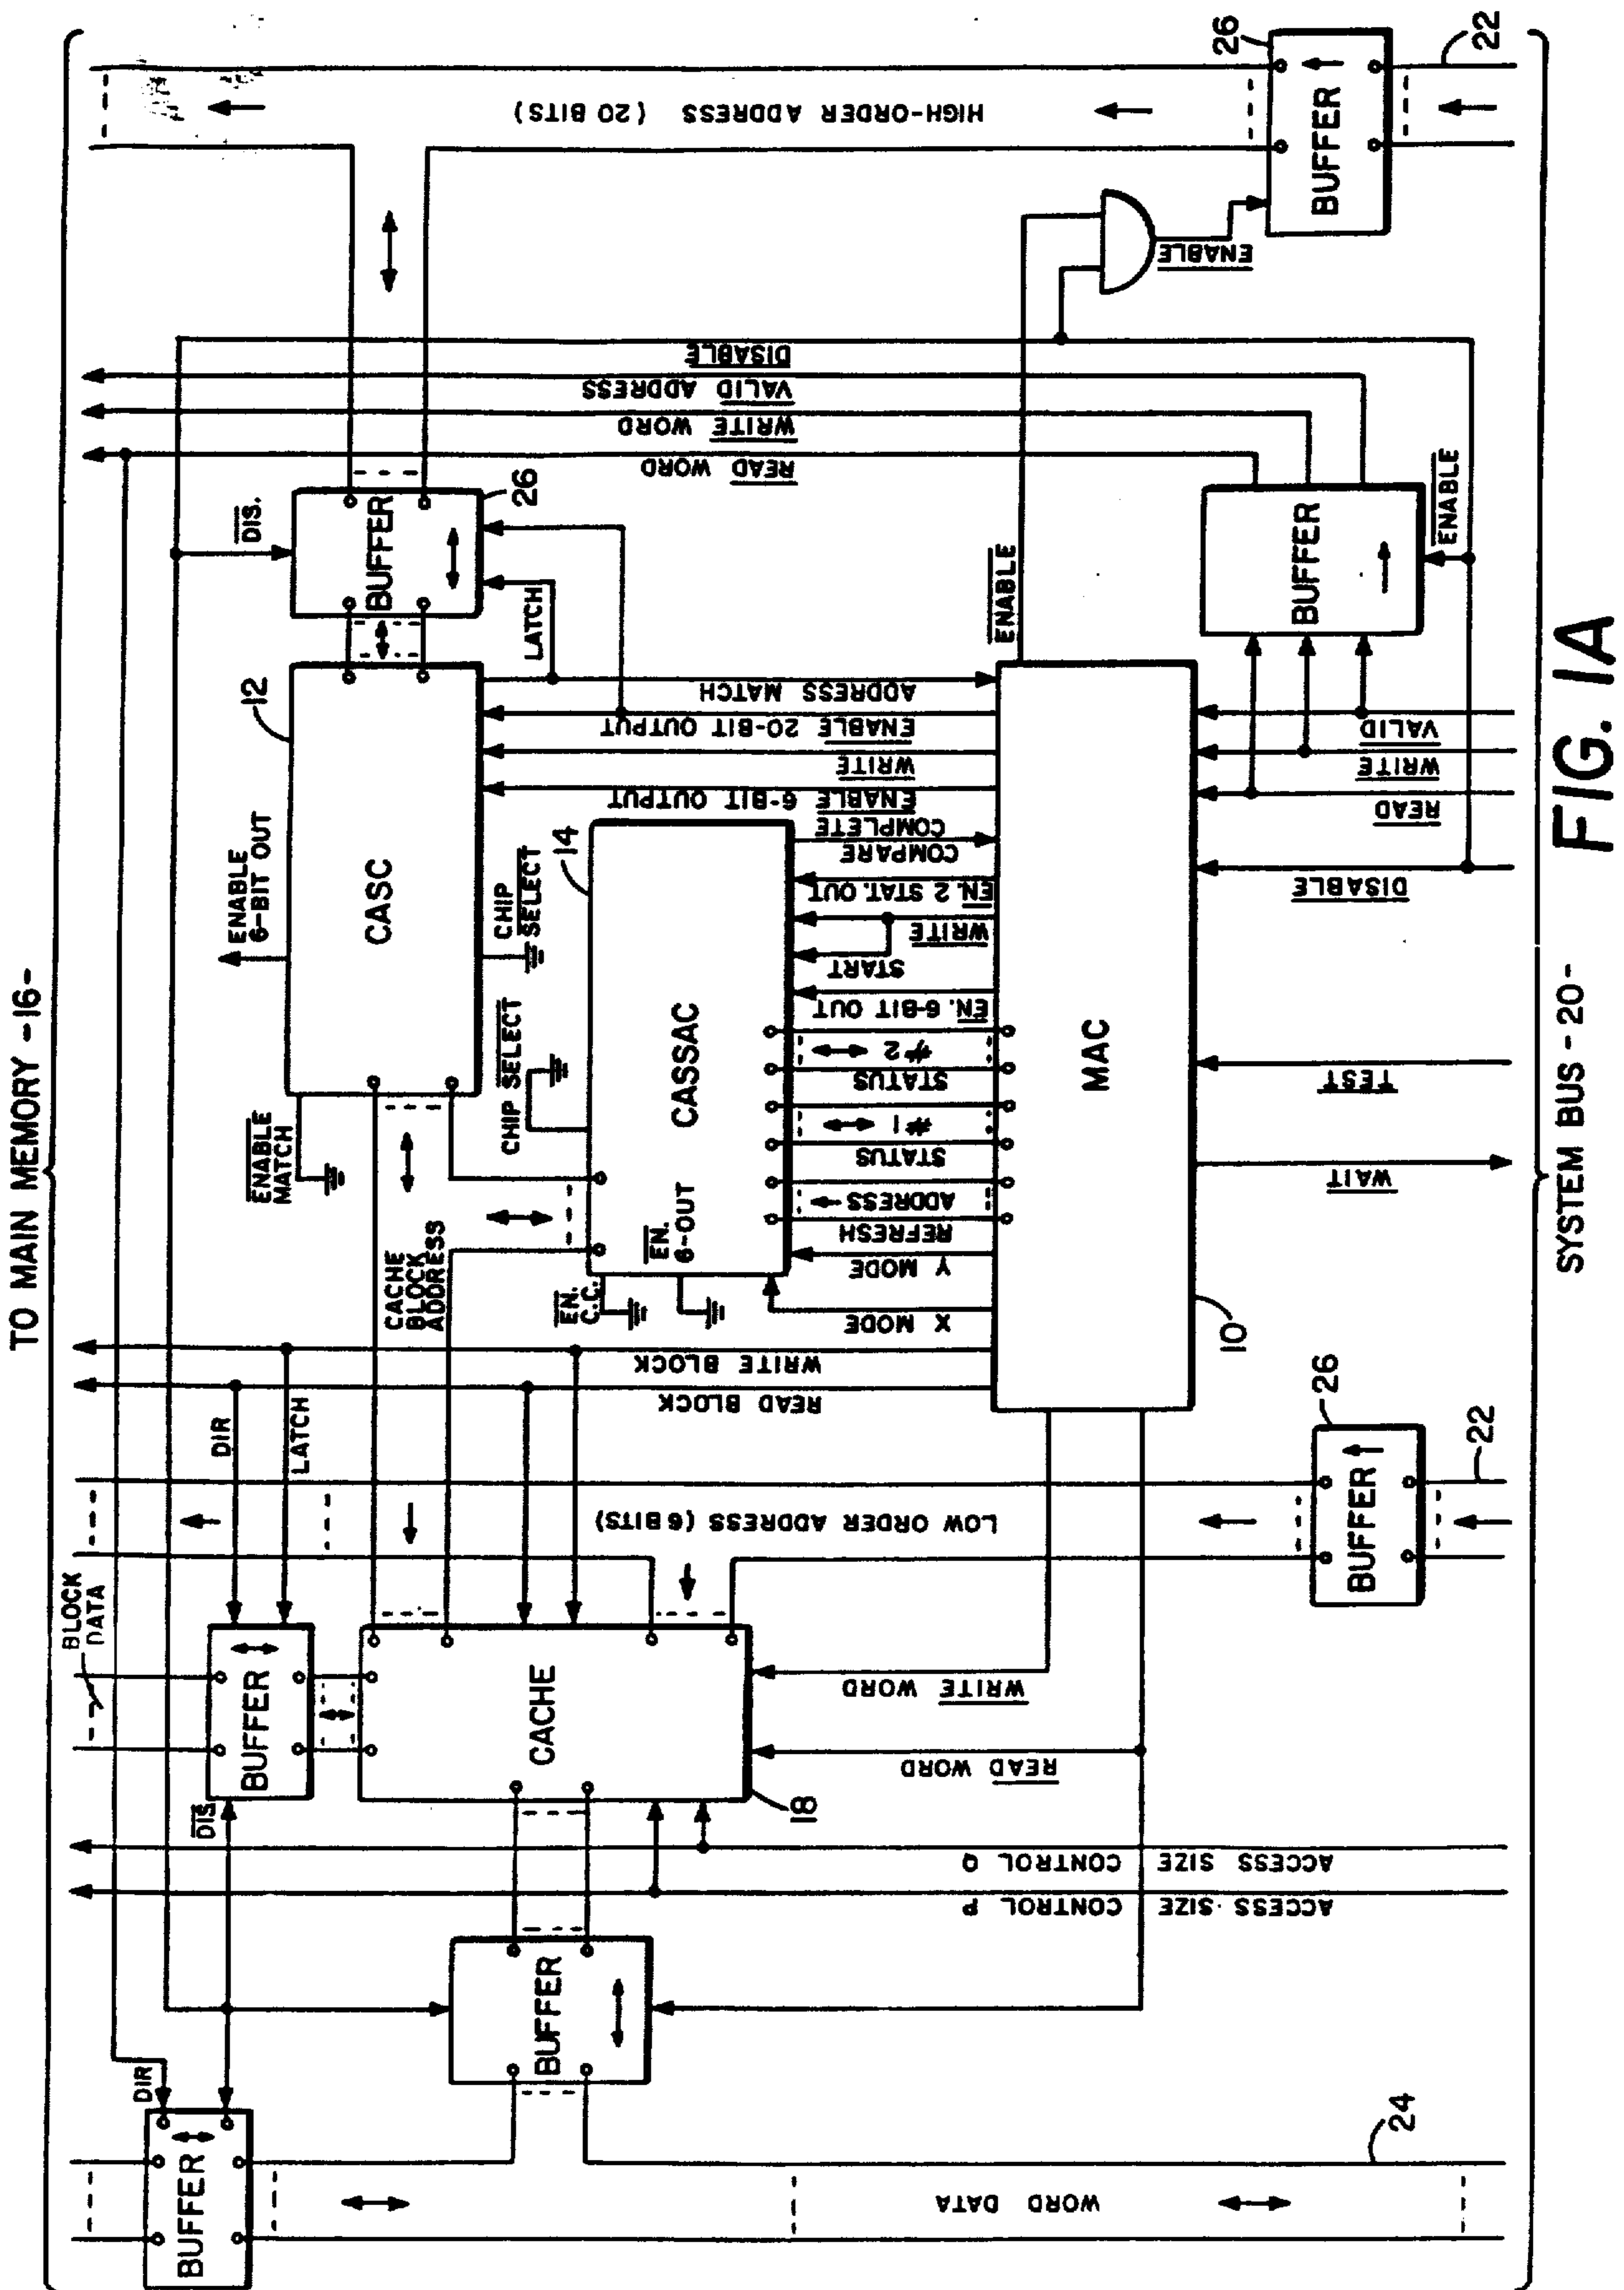 TO MAIN MEMORY -16-
BLOCK
DATA
DIR
BUFFER
DIS
BUFFER
DIR
LATCH
CACHE
18
BUFFER
CACHE
BLOCK
ADDRESS
ENABLE
MATCH
ENABLE
6-BIT OUT
CASC
12
CHIP
SELECT
DIS.
BUFFER
26
LATCH
CHIP SELECT
14
CASSAC
EN.
6-OUT
EN.
C.C.
READ WORD
WRITE WORD
VALID ADDRESS
DISABLE
HIGH-ORDER ADDRESS (20 BITS)
ADDRESS MATCH
ENABLE 20-BIT OUTPUT
WRITE
ENABLE 6-BIT OUTPUT
COMPARE
COMPLETE
EN. 2 STAT. OUT
WRITE
START
EN. 6-BIT OUT
STATUS
#2
STATUS
#1
REFRESH
ADDRESS
Y MODE
X MODE
WRITE BLOCK
READ BLOCK
LOW ORDER ADDRESS (6 BITS)
WRITE WORD
READ WORD
ACCESS SIZE CONTROL Q
ACCESS SIZE CONTROL P
WORD DATA
24
MAC
10
ENABLE
ENABLE
BUFFER
26
22
BUFFER
ENABLE
BUFFER
26
22
WAIT
TEST
DISABLE
READ
WRITE
VALID
SYSTEM BUS -20-
FIG. 1A